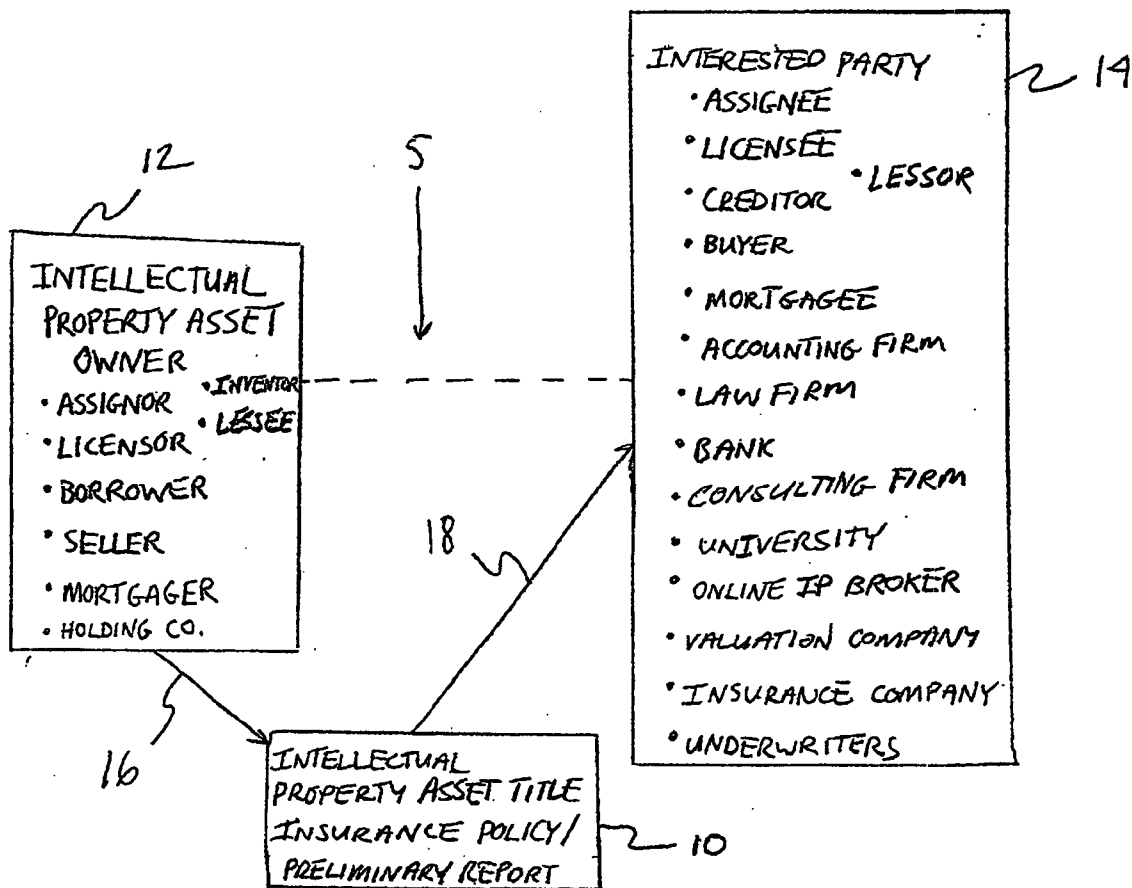 INTERESTED PARTY
14
• ASSIGNEE
• LICENSEE
• LESSOR
• CREDITOR
• BUYER
• MORTGAGEE
• ACCOUNTING FIRM
• LAW FIRM
• BANK
• CONSULTING FIRM
• UNIVERSITY
• ONLINE IP BROKER
• VALUATION COMPANY
• INSURANCE COMPANY
• UNDERWRITERS
12
5
INTELLECTUAL
PROPERTY ASSET
OWNER
• INVENTOR
• ASSIGNOR
• LESSEE
• LICENSOR
• BORROWER
• SELLER
• MORTGAGER
• HOLDING CO.
18
16
INTELLECTUAL
PROPERTY ASSET TITLE
INSURANCE POLICY/
PRELIMINARY REPORT
10